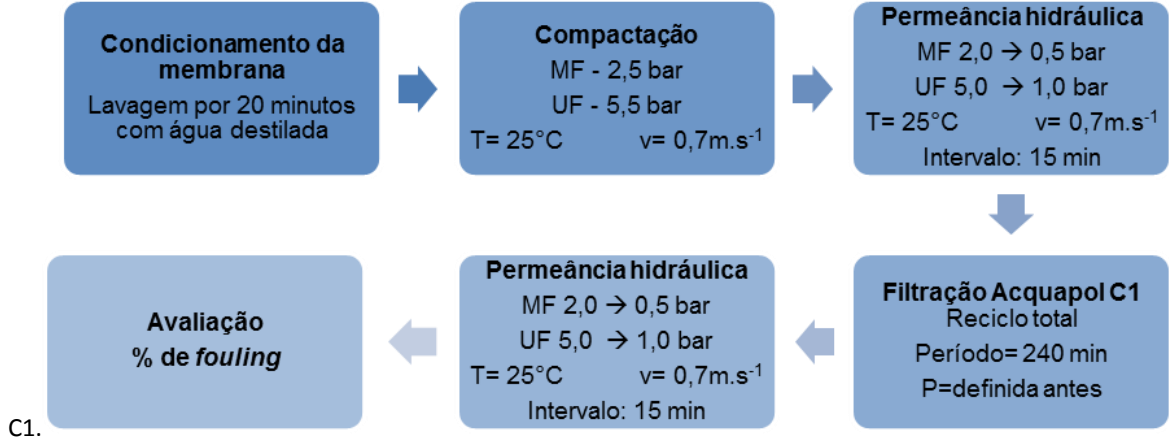 Condicionamento da
membrana
Lavagem por 20 minutos
com água destilada
Compactação
MF - 2,5 bar
UF - 5,5 bar
T= 25°C v= 0,7m.s⁻¹
Permeância hidráulica
MF 2,0 → 0,5 bar
UF 5,0 → 1,0 bar
T= 25°C v= 0,7m.s⁻¹
Intervalo: 15 min
Filtração Acquapol C1
Reciclo total
Período= 240 min
P=definida antes
Permeância hidráulica
MF 2,0 → 0,5 bar
UF 5,0 → 1,0 bar
T= 25°C v= 0,7m.s⁻¹
Intervalo: 15 min
Avaliação
% de fouling
C1.